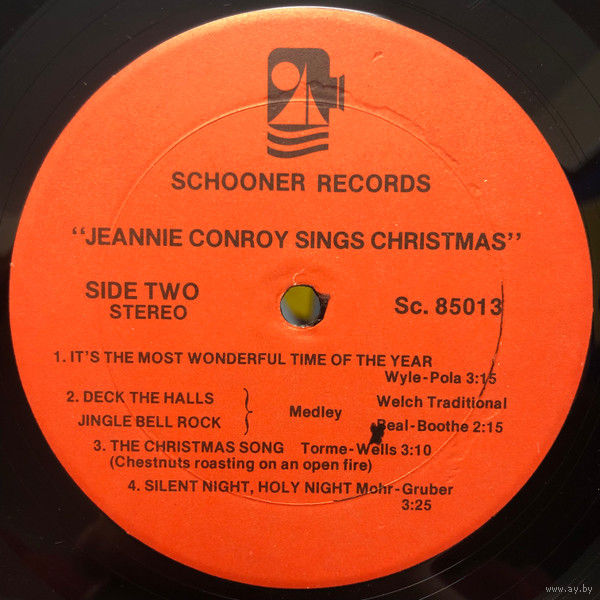 SCHOONER RECORDS
"JEANNIE CONROY SINGS CHRISTMAS"
SIDE TWO
STEREO
Sc. 85013
1. IT'S THE MOST WONDERFUL TIME OF THE YEAR
Wyle-Pola 3:15
2. DECK THE HALLS Welch Traditional
Medley
JINGLE BELL ROCK Beal-Boothe 2:15
3. THE CHRISTMAS SONG Torme-Wells 3:10
(Chestnuts roasting on an open fire)
4. SILENT NIGHT, HOLY NIGHT Mohr-Gruber
3:25
www.ay.by